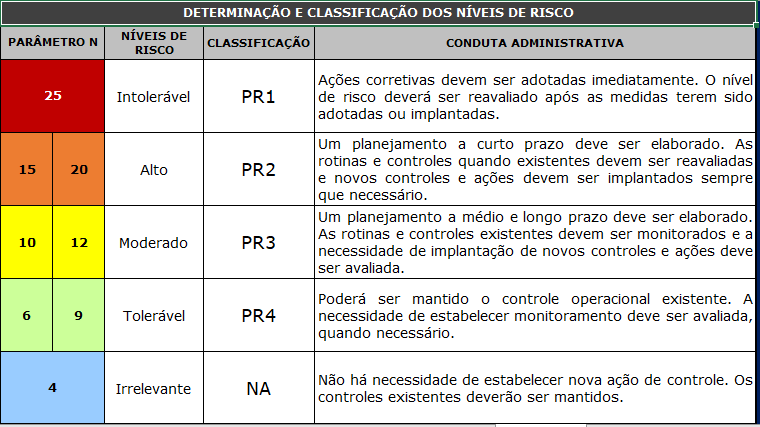 DETERMINAÇÃO E CLASSIFICAÇÃO DOS NÍVEIS DE RISCO
PARÂMETRO N
NÍVEIS DE
RISCO
CLASSIFICAÇÃO
CONDUTA ADMINISTRATIVA
25
Intolerável
PR1
Ações corretivas devem ser adotadas imediatamente. O nível
de risco deverá ser reavaliado após as medidas terem sido
adotadas ou implantadas.
15
20
Alto
PR2
Um planejamento a curto prazo deve ser elaborado. As
rotinas e controles quando existentes devem ser reavaliadas
e novos controles e ações devem ser implantados sempre
que necessário.
10
12
Moderado
PR3
Um planejamento a médio e longo prazo deve ser elaborado.
As rotinas e controles existentes devem ser monitorados e a
necessidade de implantação de novos controles e ações deve
ser avaliada.
6
9
Tolerável
PR4
Poderá ser mantido o controle operacional existente. A
necessidade de estabelecer monitoramento deve ser avaliada,
quando necessário.
4
Irrelevante
NA
Não há necessidade de estabelecer nova ação de controle. Os
controles existentes deverão ser mantidos.